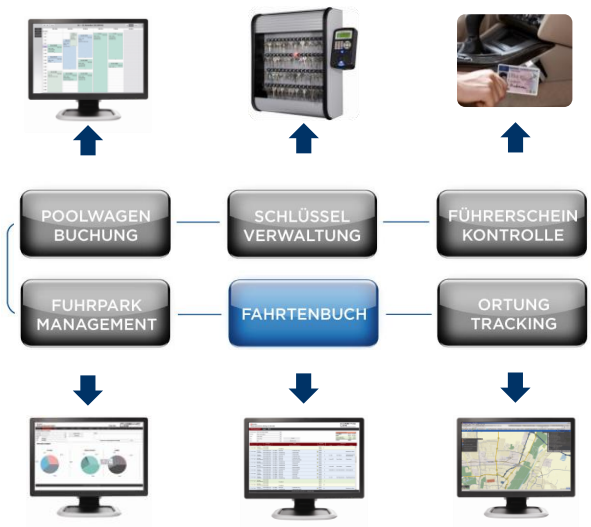 POOLWAGEN
BUCHUNG
SCHLÜSSEL
VERWALTUNG
FÜHRERSCHEIN
KONTROLLE
FUHRPARK
MANAGEMENT
FAHRTENBUCH
ORTUNG
TRACKING